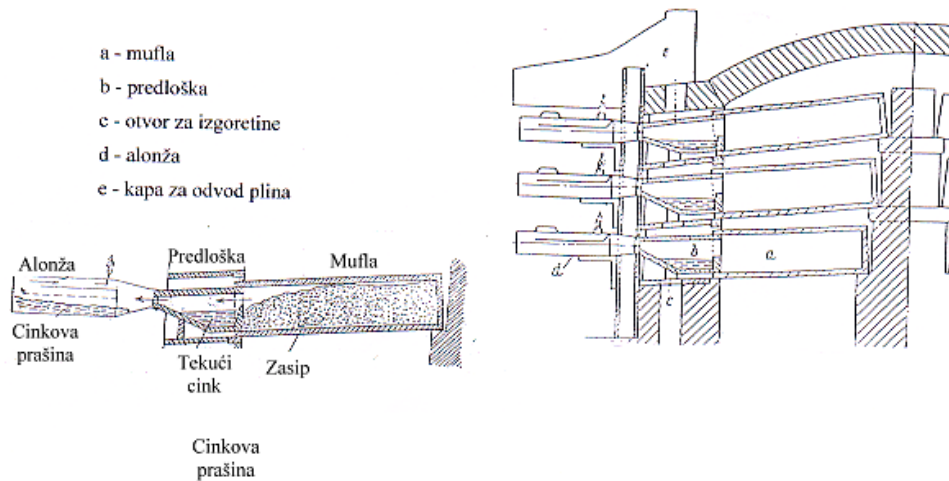 a - mufla
b - predloška
c - otvor za izgoretine
d - alonža
e - kapa za odvod plina
Alonža
Predloška
Mufla
Cinkova
prašina
Tekući
cink
Zasip
Cinkova
prašina
e
d
b
a
c